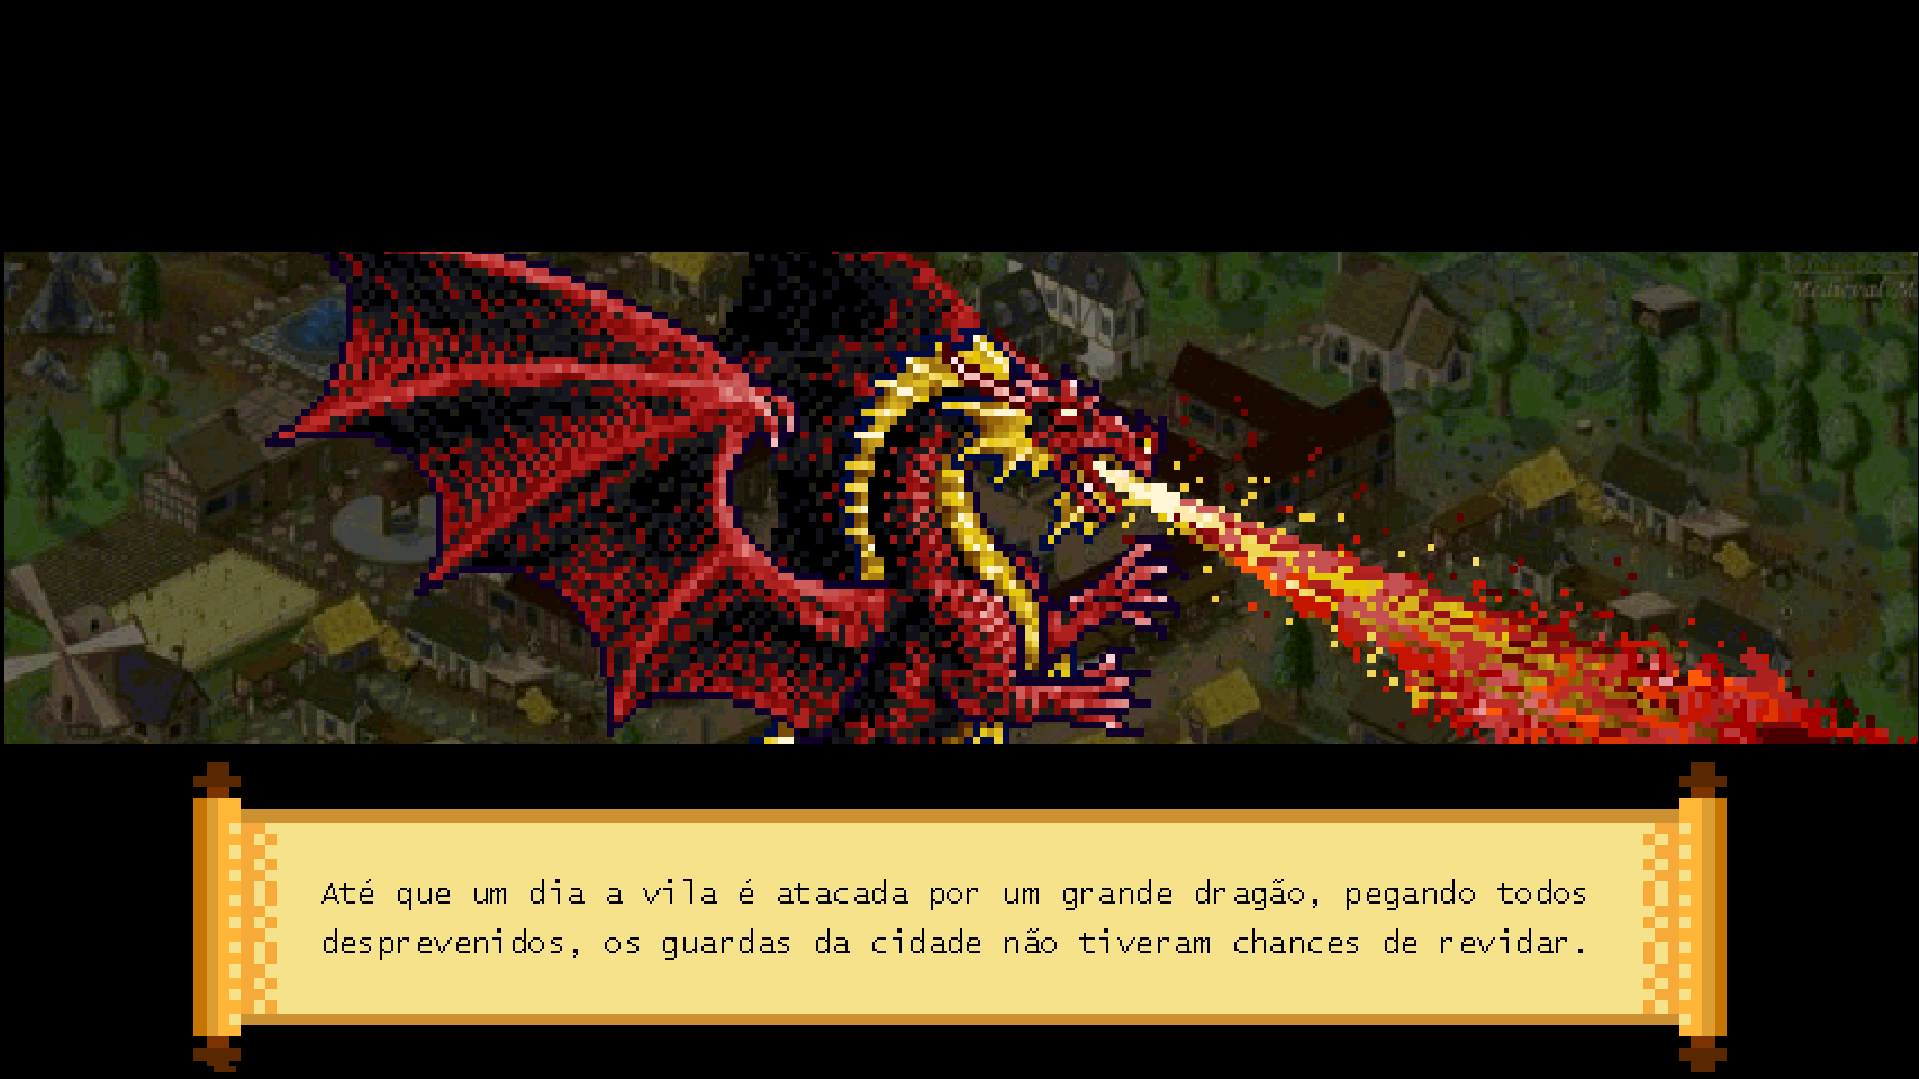 Medieval M
Até que um dia a vila é atacada por um grande dragão, pegando todos
desprevenidos, os guardas da cidade não tiveram chances de revidar.